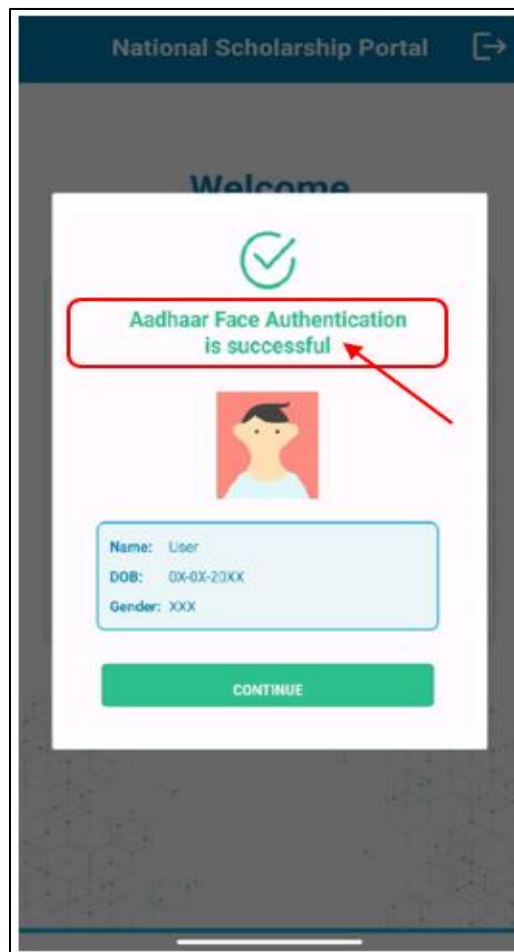 National Scholarship Portal
Welcome
Aadhaar Face Authentication
is successful
Name: User
DOB: 0X-0X-20XX
Gender: XXX
CONTINUE